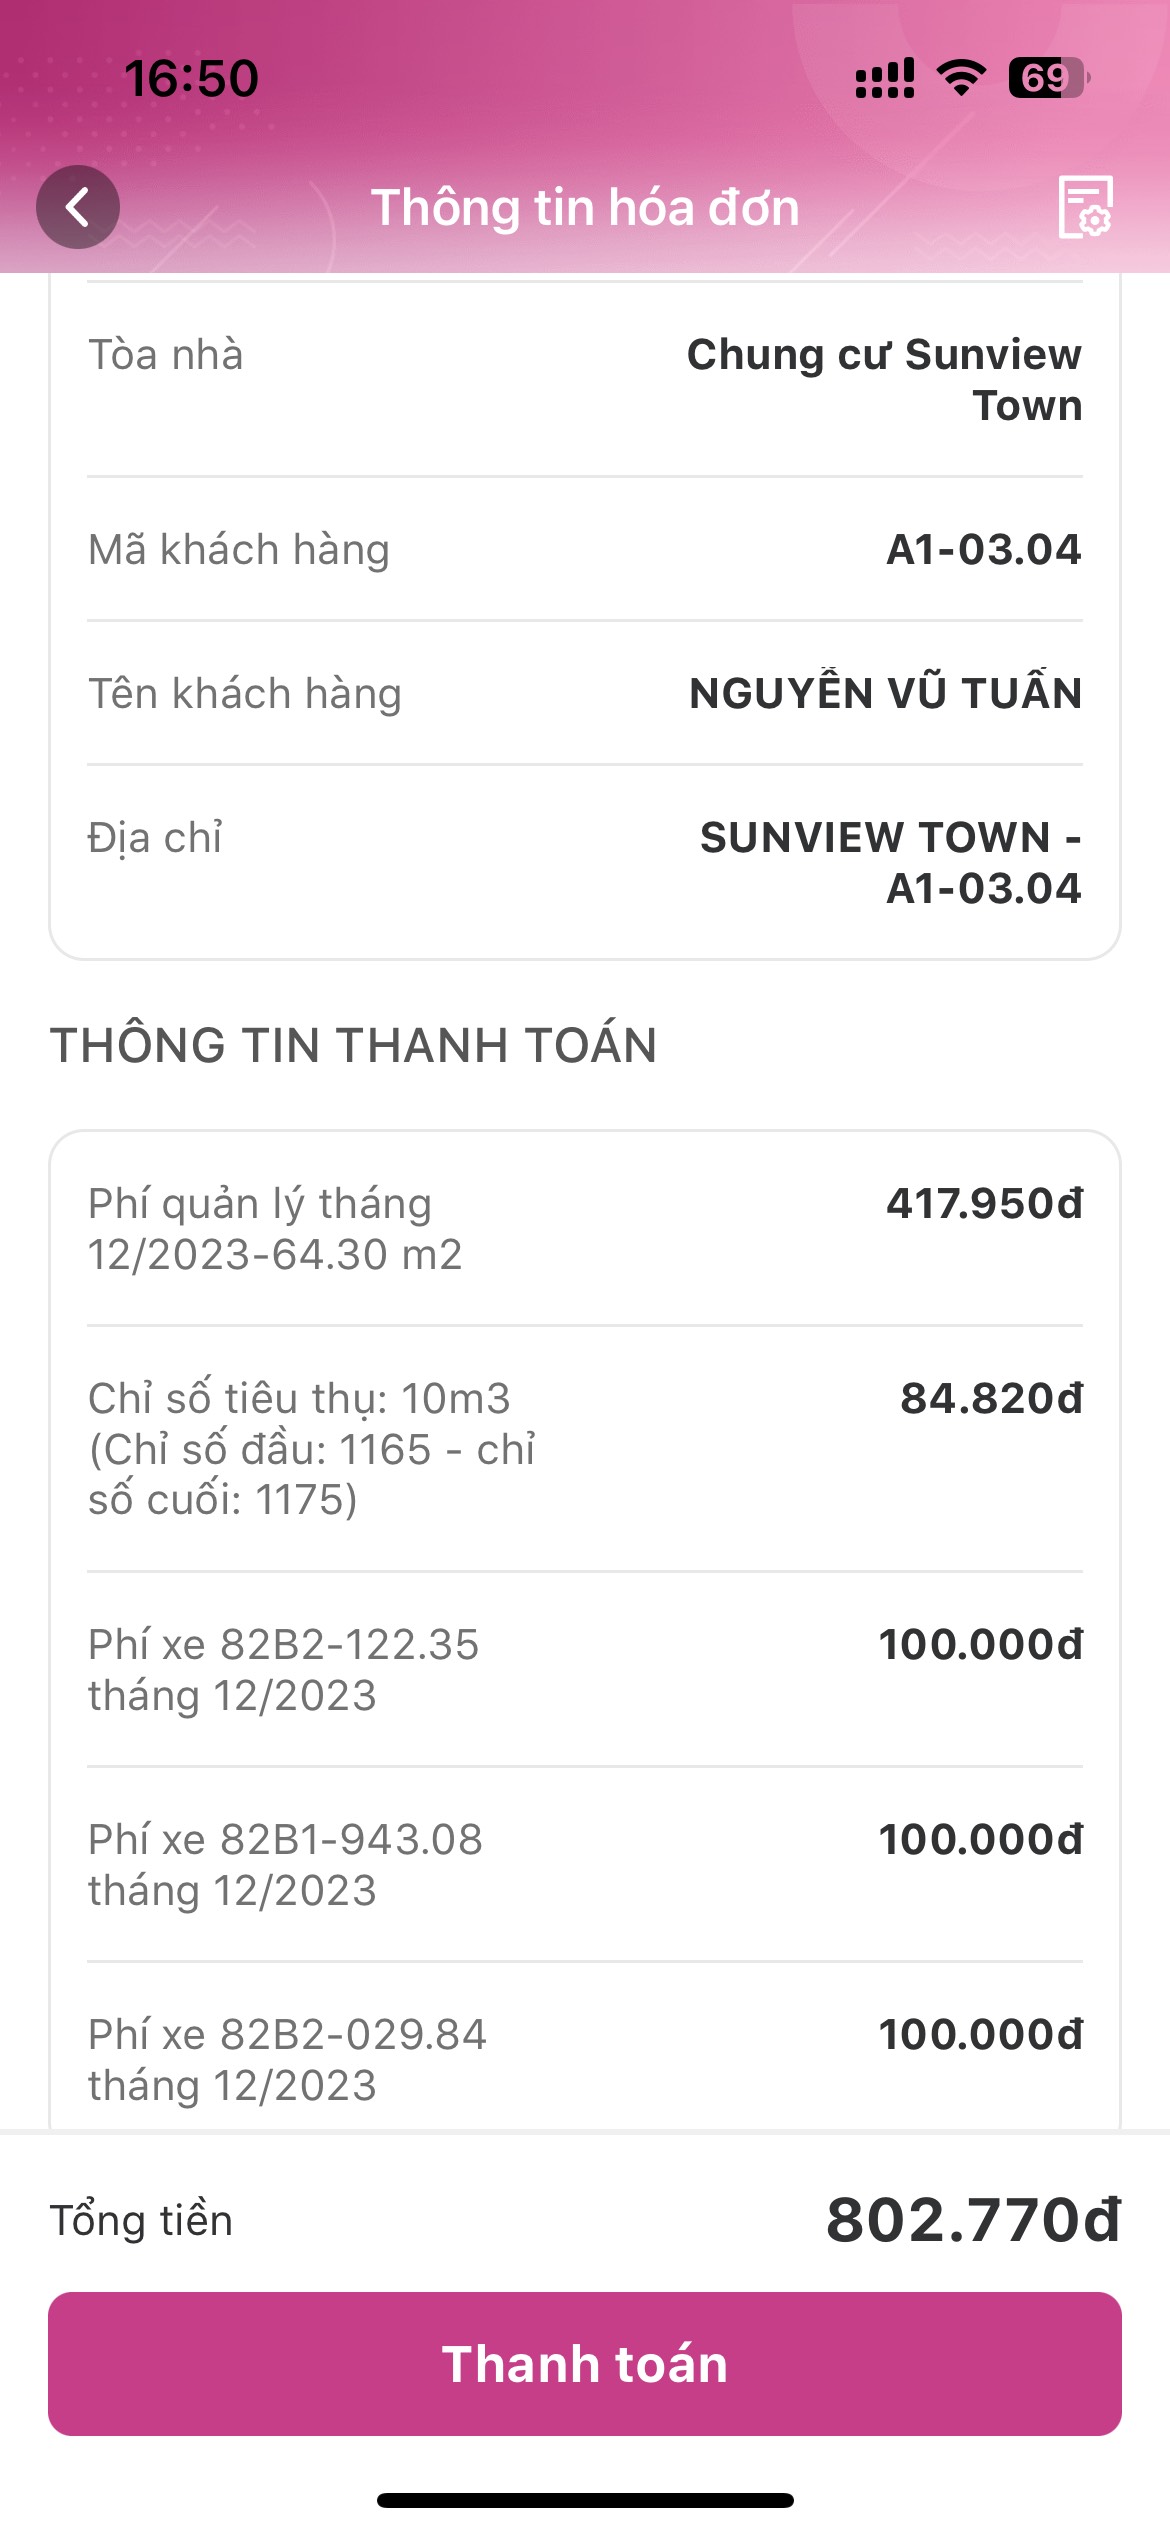 16:50
69
Thông tin hóa đơn
Tòa nhà
Chung cư Sunview
Town
Mã khách hàng
A1-03.04
Tên khách hàng
NGUYỄN VŨ TUẤN
Địa chỉ
SUNVIEW TOWN -
A1-03.04
THÔNG TIN THANH TOÁN
Phí quản lý tháng
12/2023-64.30 m2
417.950đ
Chỉ số tiêu thụ: 10m3
(Chỉ số đầu: 1165 - chỉ
số cuối: 1175)
84.820đ
Phí xe 82B2-122.35
tháng 12/2023
100.000đ
Phí xe 82B1-943.08
tháng 12/2023
100.000đ
Phí xe 82B2-029.84
tháng 12/2023
100.000đ
Tổng tiền
802.770đ
Thanh toán